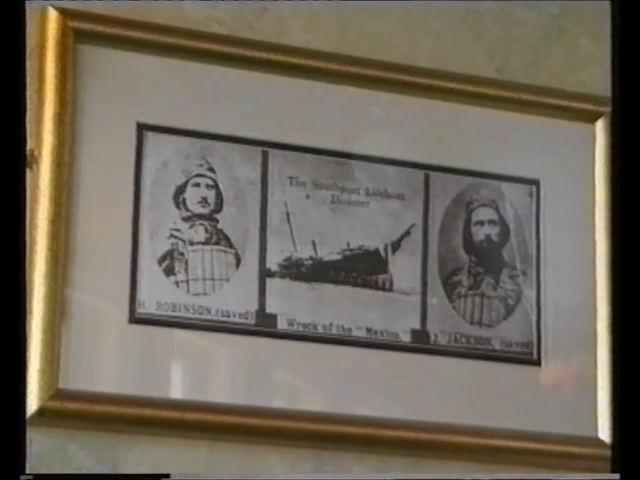 The Southport Lifeboat
Disaster
H. ROBINSON, (saved)
Wreck of the "Mexico"
J. JACKSON, (saved)